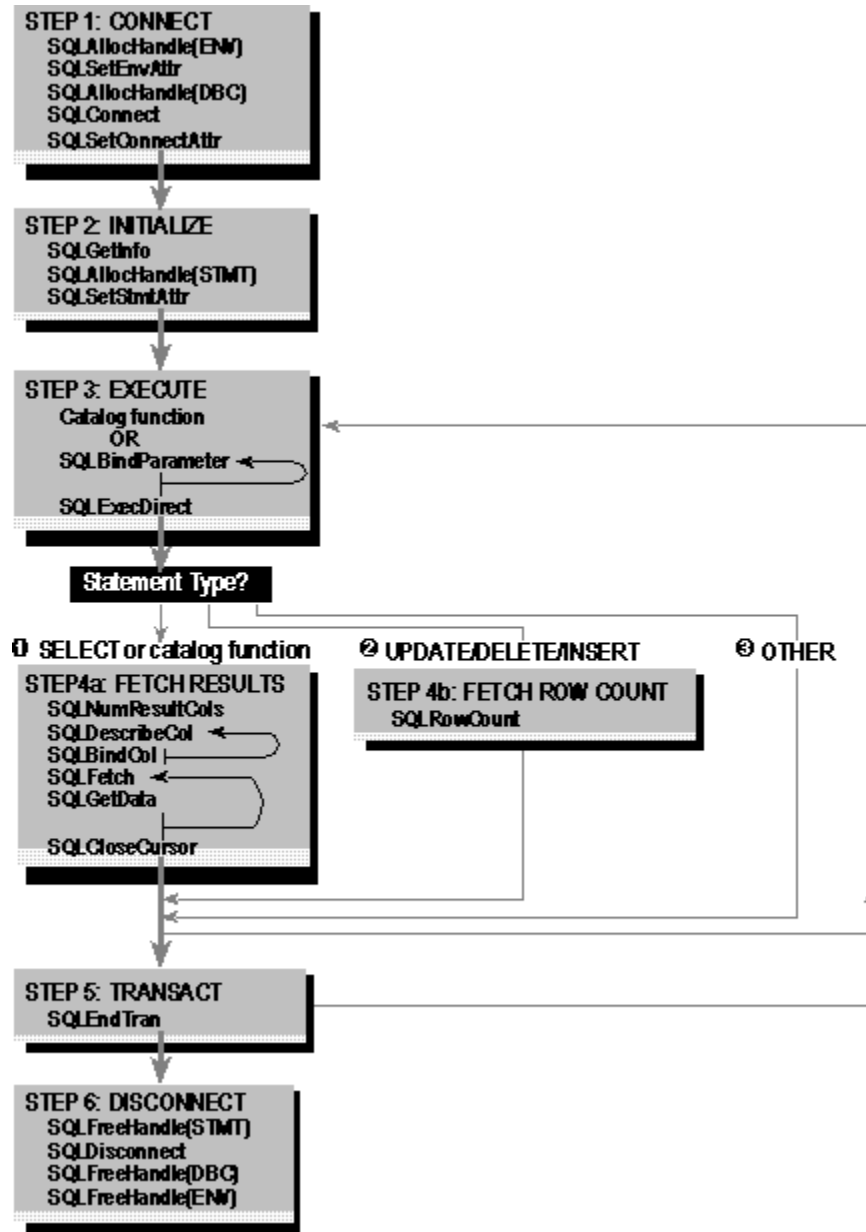 STEP 1: CONNECT
SQLAllocHandle(ENV)
SQLSetEnvAttr
SQLAllocHandle(DBC)
SQLConnect
SQLSetConnectAttr
STEP 2: INITIALIZE
SQLGetInfo
SQLAllocHandle(STMT)
SQLSetStmtAttr
STEP 3: EXECUTE
Catalog function
OR
SQLBindParameter
SQLExecDirect
Statement Type?
❶ SELECT or catalog function
STEP4a: FETCH RESULTS
SQLNumResultCols
SQLDescribeCol
SQLBindCol
SQLFetch
SQLGetData
SQLCloseCursor
❷ UPDATE/DELETE/INSERT
STEP 4b: FETCH ROW COUNT
SQLRowCount
❸ OTHER
STEP 5: TRANSACT
SQLEndTran
STEP 6: DISCONNECT
SQLFreeHandle(STMT)
SQLDisconnect
SQLFreeHandle(DBC)
SQLFreeHandle(ENV)